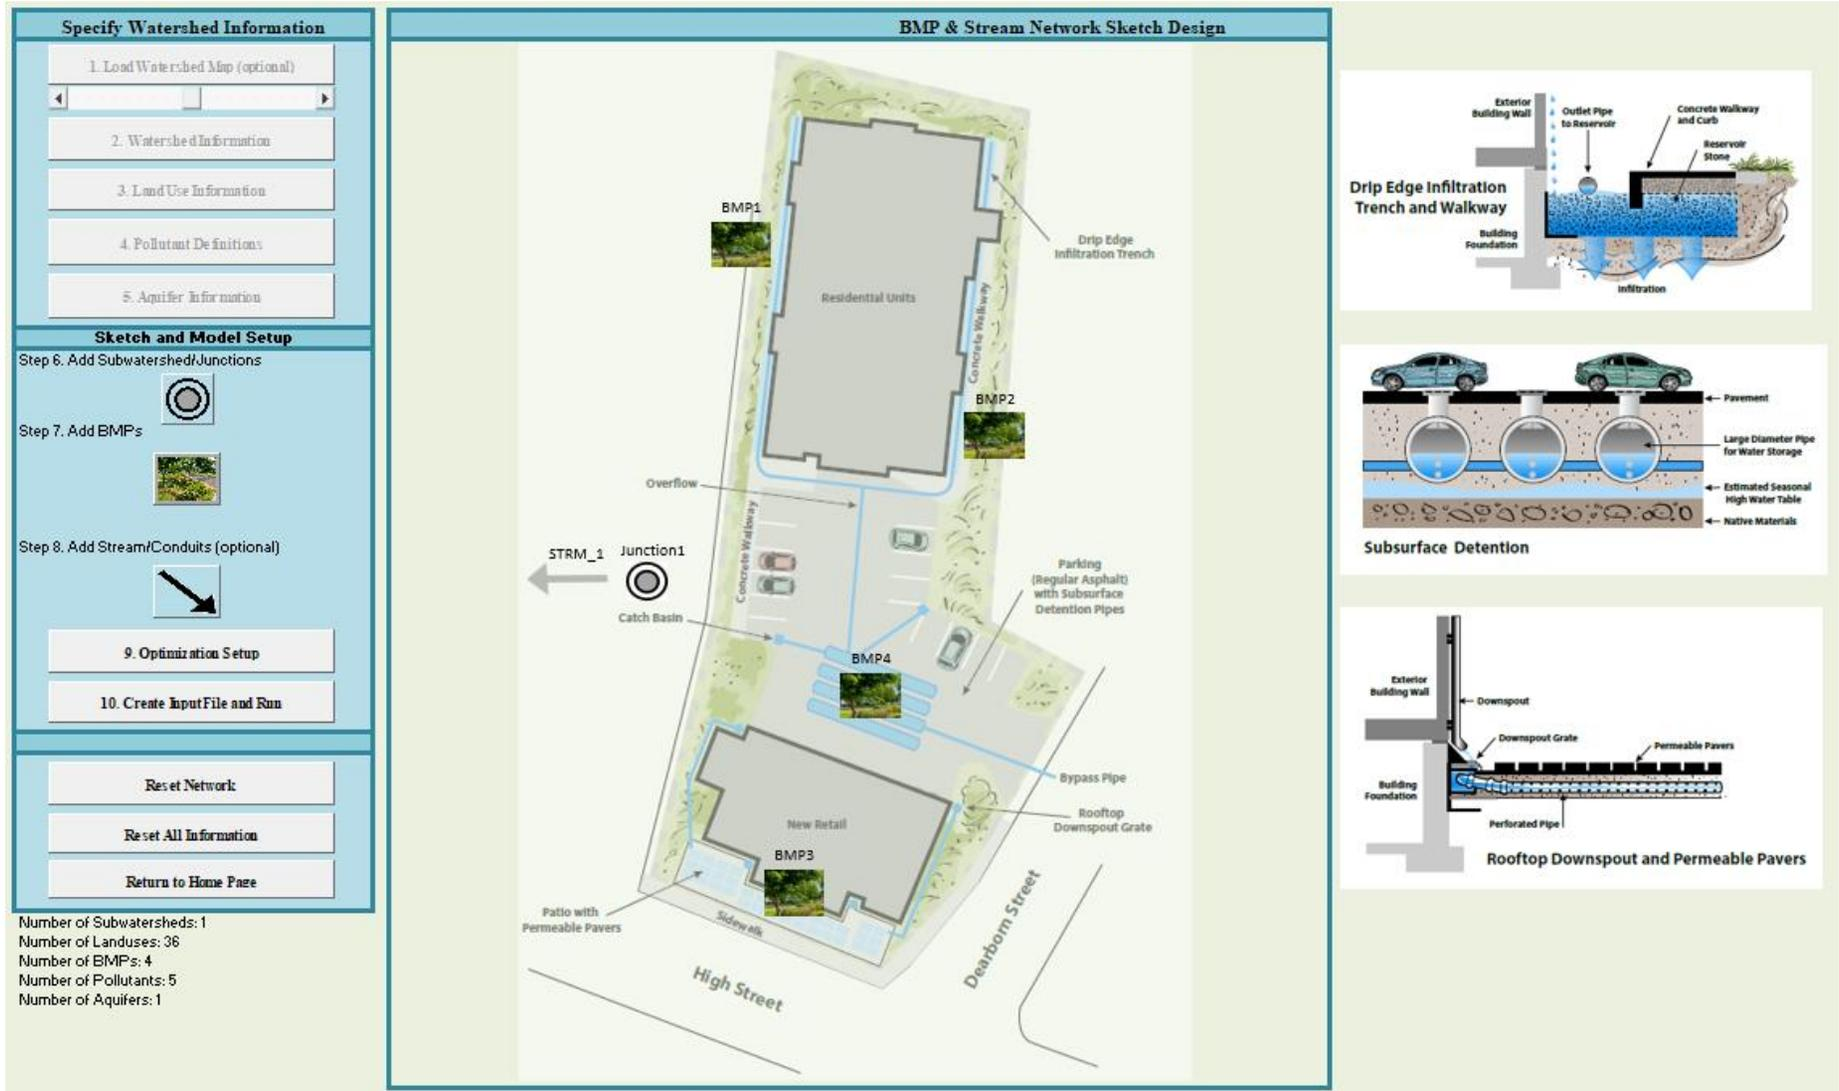 Specify Watershed Information
1. Load Watershed Map (optional)
2. Watershed Information
3. Land Use Information
4. Pollutant Definitions
5. Aquifer Information
Sketch and Model Setup
Step 6. Add Subwatershed/Junctions
Step 7. Add BMPs
Step 8. Add Stream/Conduits (optional)
9. Optimization Setup
10. Create Input File and Run
Reset Network
Reset All Information
Return to Home Page
Number of Subwatersheds: 1
Number of Landuses: 36
Number of BMPs: 4
Number of Pollutants: 5
Number of Aquifers: 1
BMP & Stream Network Sketch Design
BMP1
Drip Edge
Infiltration Trench
Residential Units
Concrete Walkway
BMP2
Overflow
Concrete Walkway
STRM_1
Junction1
Parking
(Regular Asphalt)
with Subsurface
Detention Pipes
Catch Basin
BMP4
Bypass Pipe
New Retail
Rooftop
Downspout Grate
BMP3
Patio with
Permeable Pavers
Sidewalk
High Street
Dearborn Street
Exterior
Building Wall
Outlet Pipe
to Reservoir
Concrete Walkway
and Curb
Reservoir
Stone
Drip Edge Infiltration
Trench and Walkway
Building
Foundation
Infiltration
Pavement
Large Diameter Pipe
for Water Storage
Estimated Seasonal
High Water Table
Native Materials
Subsurface Detention
Exterior
Building Wall
Downspout
Downspout Grate
Permeable Pavers
Building
Foundation
Perforated Pipe
Rooftop Downspout and Permeable Pavers